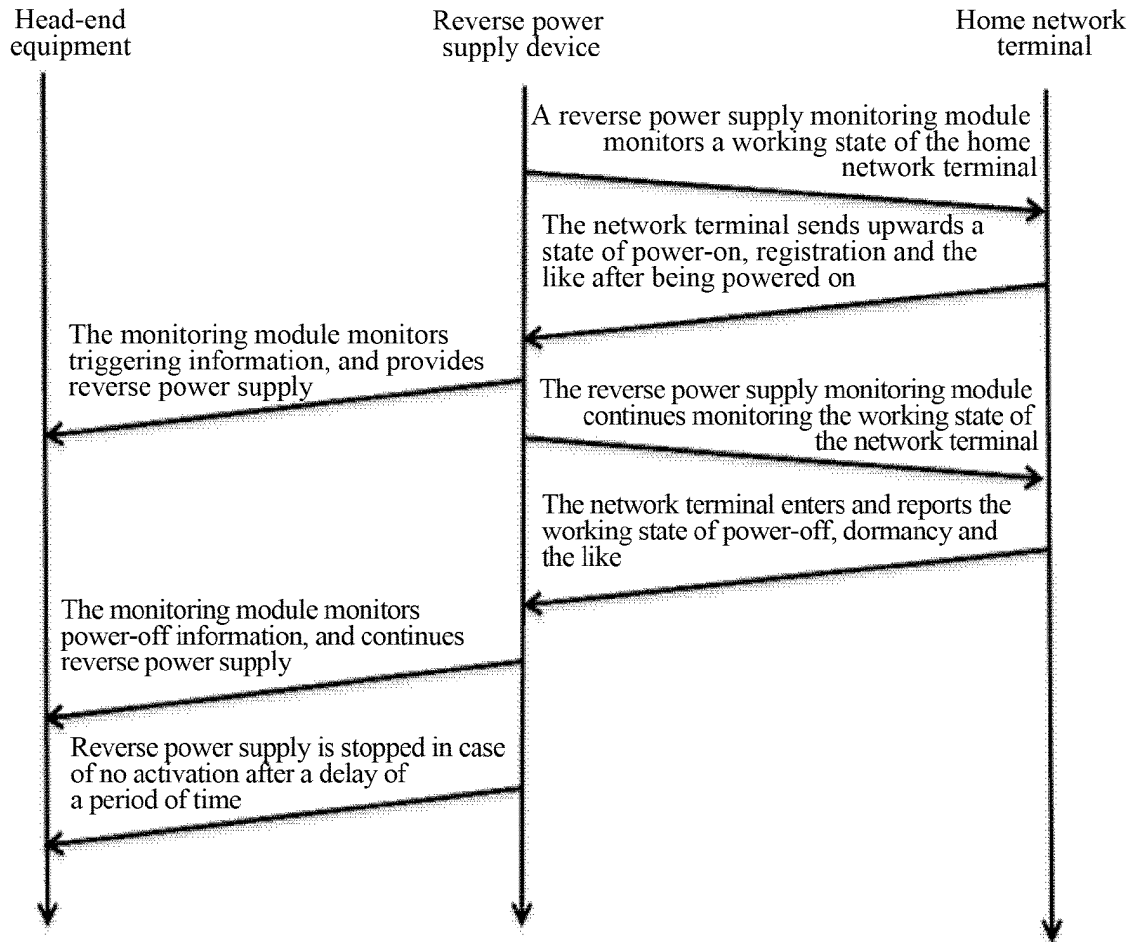 Head-end
equipment
Reverse power
supply device
Home network
terminal
A reverse power supply monitoring module
monitors a working state of the home
network terminal
The network terminal sends upwards a
state of power-on, registration and the
like after being powered on
The monitoring module monitors
triggering information, and provides
reverse power supply
The reverse power supply monitoring module
continues monitoring the working state of
the network terminal
The network terminal enters and reports the
working state of power-off, dormancy and
the like
The monitoring module monitors
power-off information, and continues
reverse power supply
Reverse power supply is stopped in case
of no activation after a delay of
a period of time